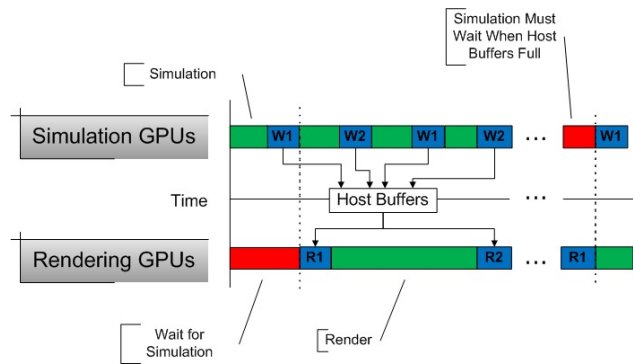 Simulation Must
Wait When Host
Buffers Full
Simulation
Simulation GPUs
W1 W2 W1 W2 ... W1
Time
Host Buffers
...
Rendering GPUs
R1 R2 ... R1
Wait for
Simulation
Render